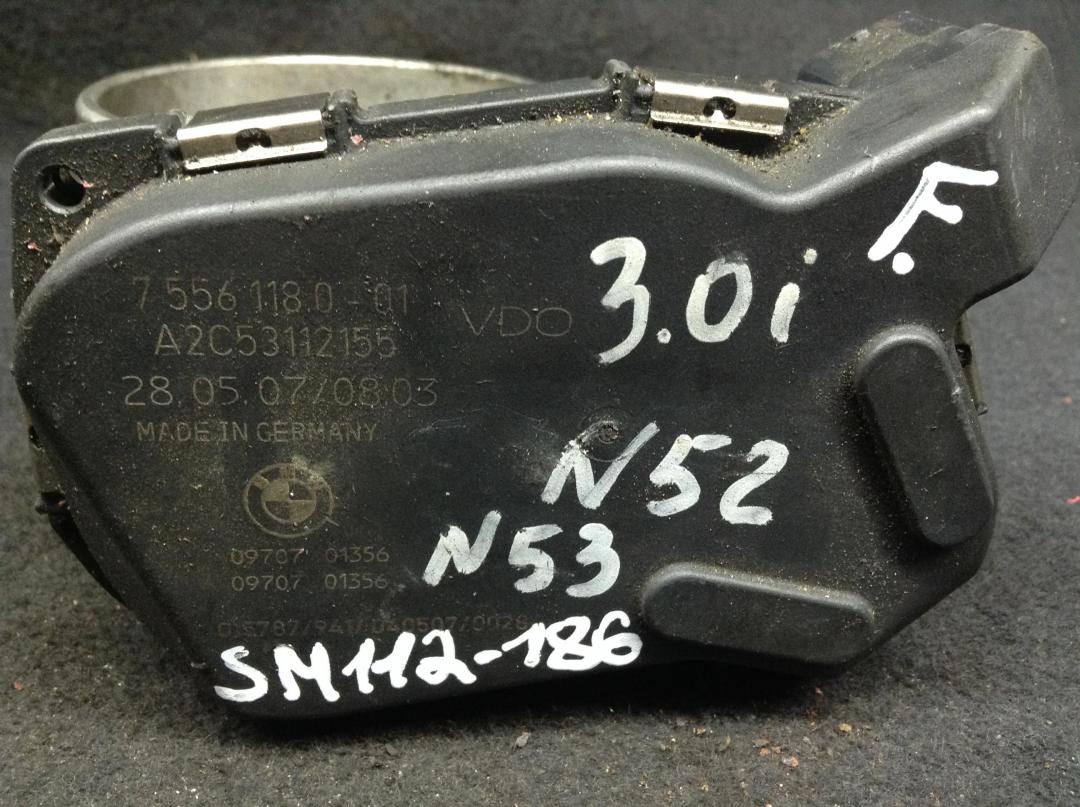 F.
3.0i
7 556 118.0 - 01
VDO
A2C53112155
28.05.07/08:03
MADE IN GERMANY
N52
N53
BMW
09707 01356
09707 01356
SM112-186